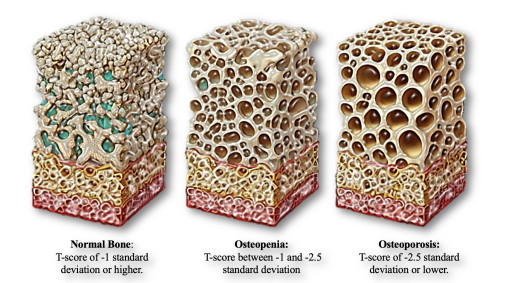 Normal Bone:
T-score of -1 standard
deviation or higher.
Osteopenia:
T-score between -1 and -2.5
standard deviation
Osteoporosis:
T-score of -2.5 standard
deviation or lower.